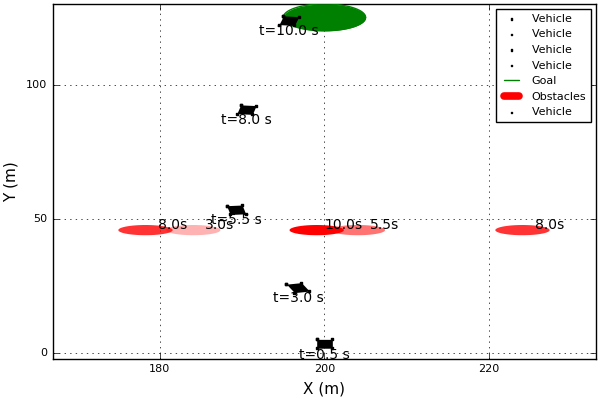 t=10.0 s
Vehicle
Vehicle
Vehicle
Vehicle
Goal
Obstacles
Vehicle
100
t=8.0 s
Y (m)
50
t=5.5 s
8.0s 3.0s 10.0s 5.5s 8.0s
t=3.0 s
0
t=0.5 s
180 200 220
X (m)